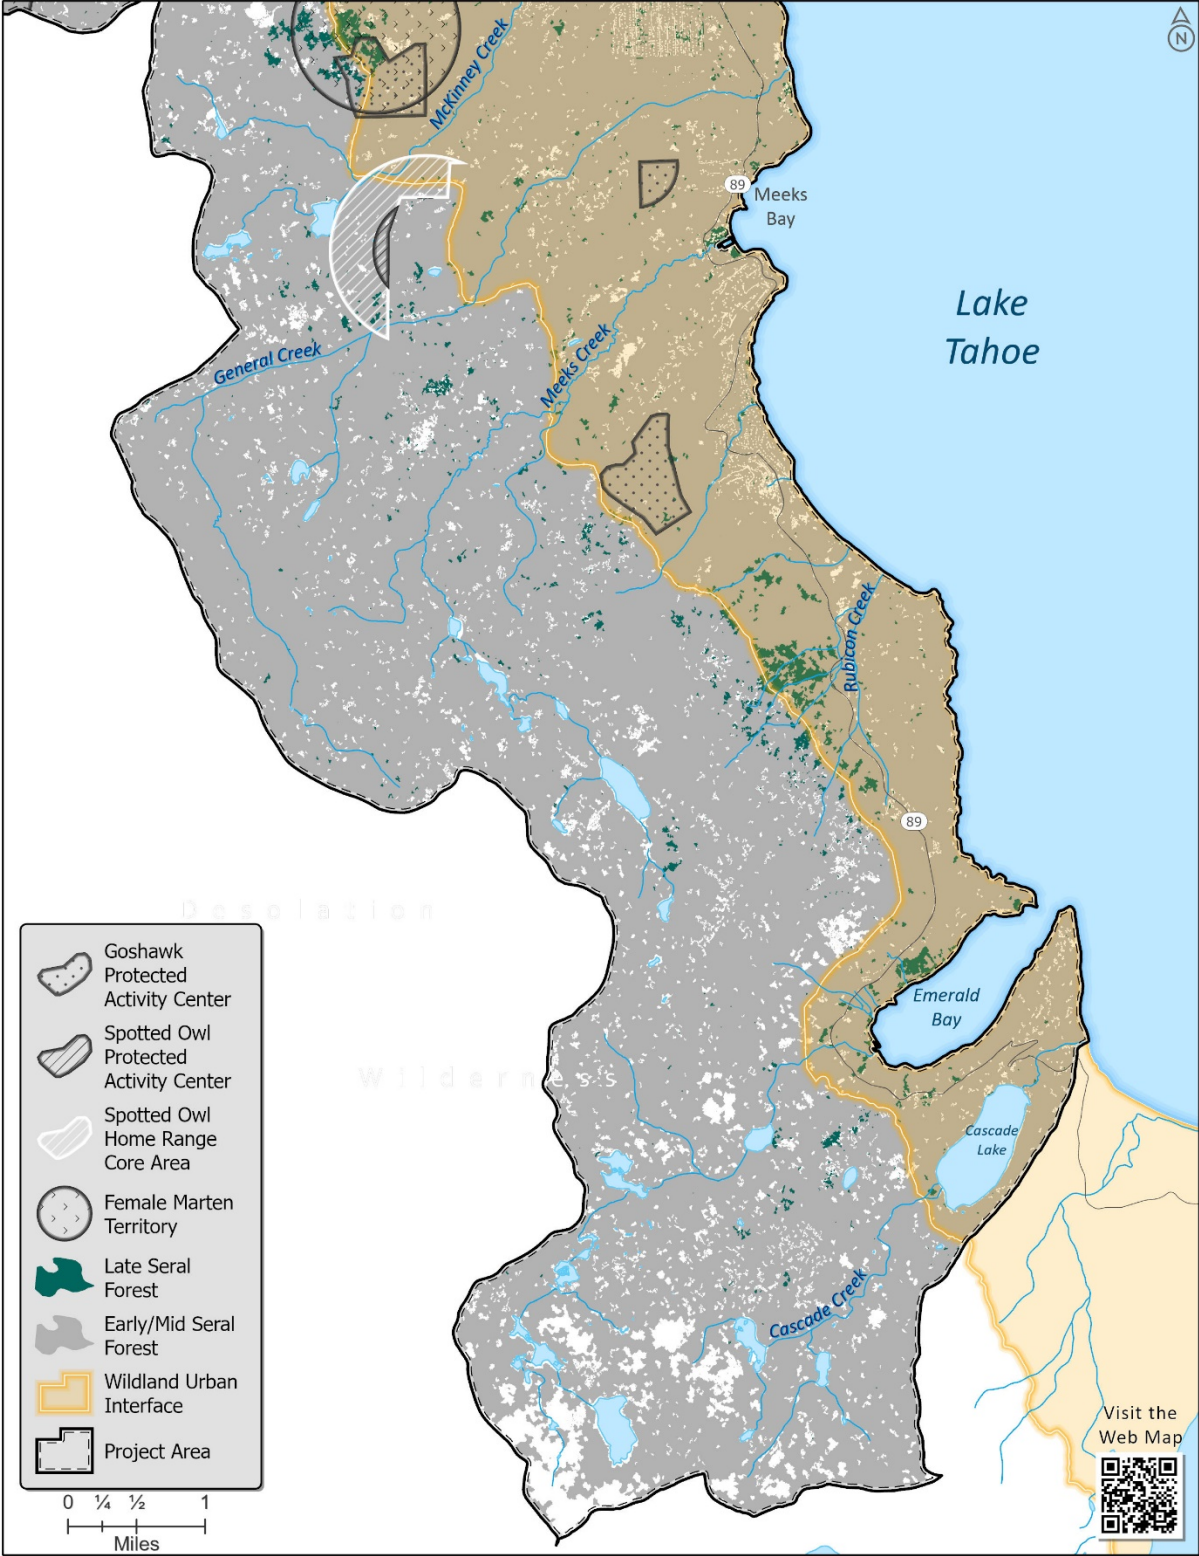 N
McKinney Creek
89
Meeks
Bay
Lake
Tahoe
General Creek
Meeks Creek
Rubicon Creek
89
Desolation
Wilderness
Emerald
Bay
Cascade
Lake
Cascade Creek
Goshawk
Protected
Activity Center
Spotted Owl
Protected
Activity Center
Spotted Owl
Home Range
Core Area
Female Marten
Territory
Late Seral
Forest
Early/Mid Seral
Forest
Wildland Urban
Interface
Project Area
0 ¼ ½ 1
Miles
Visit the
Web Map